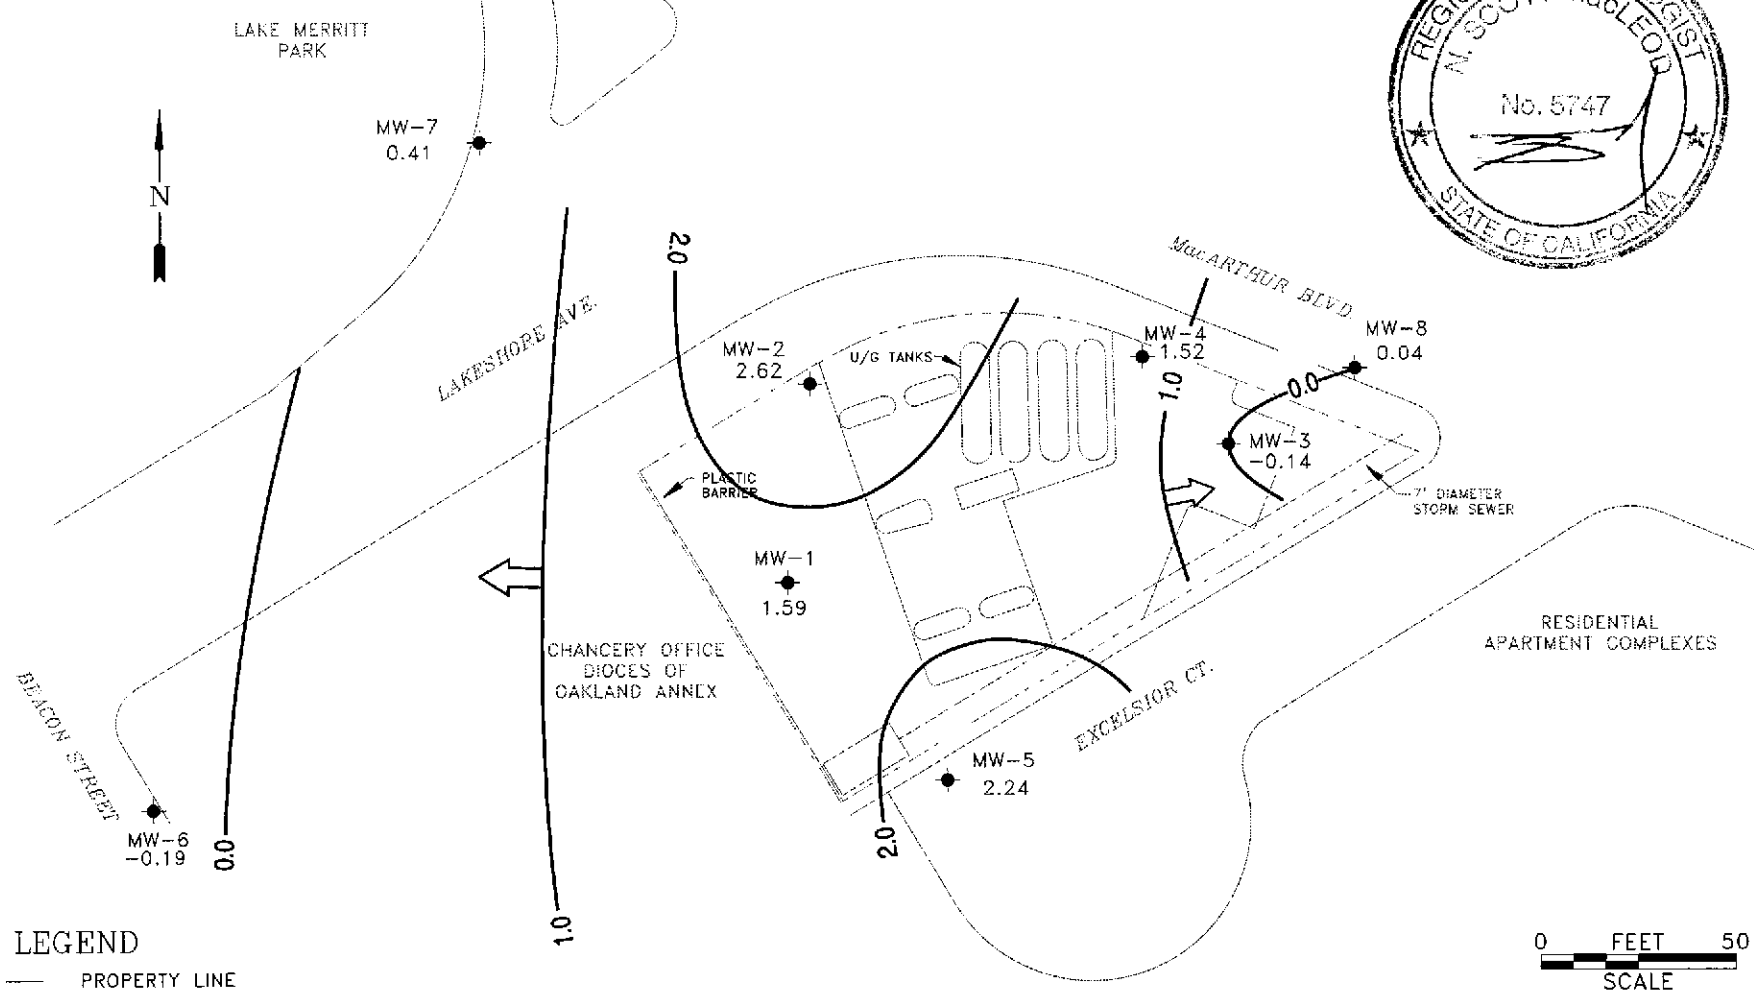 LAKE MERRITT
PARK
N. SCOTT MacLEOD
No. 5747
STATE OF CALIFORNIA
MW-7
0.41
N
2.0
MacARTHUR BLVD.
LAKESHORE AVE.
MW-2
2.62
U/G TANKS
MW-4
1.52
MW-8
0.04
1.0
0.0
MW-3
-0.14
PLASTIC
BARRIER
7' DIAMETER
STORM SEWER
MW-1
1.59
CHANCERY OFFICE
DIOCES OF
OAKLAND ANNEX
RESIDENTIAL
APARTMENT COMPLEXES
BEACON STREET
EXCELSIOR CT.
MW-5
2.24
MW-6
-0.19
0.0
2.0
1.0
LEGEND
PROPERTY LINE
0 FEET 50
SCALE